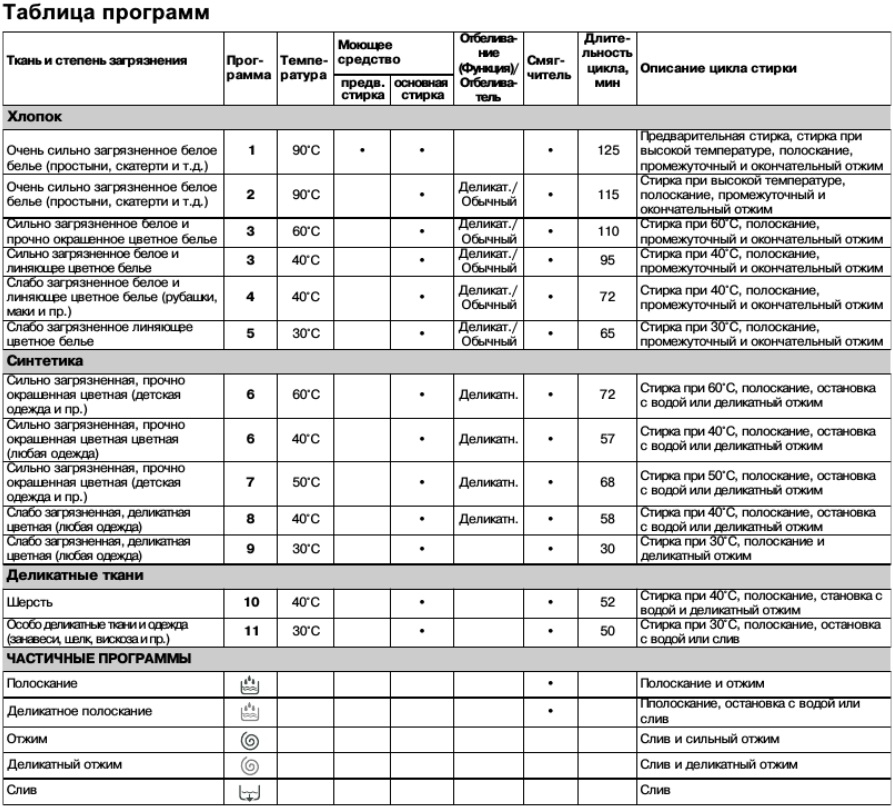 Таблица программ
Ткань и степень загрязнения | Прог-рамма | Темпе-ратура | Моющее средство | Отбелива-ние (Функция)/ Отбелива-тель | Смяг-читель | Длите-льность цикла, мин | Описание цикла стирки
предв. стирка | основная стирка
Хлопок
Очень сильно загрязненное белое белье (простыни, скатерти и т.д.) | 1 | 90˚C | • | • | | • | 125 | Предварительная стирка, стирка при высокой температуре, полоскание, промежуточный и окончательный отжим
Очень сильно загрязненное белое белье (простыни, скатерти и т.д.) | 2 | 90˚C | | • | Деликат./ Обычный | • | 115 | Стирка при высокой температуре, полоскание, промежуточный и окончательный отжим
Сильно загрязненное белое и прочно окрашенное цветное белье | 3 | 60˚C | | • | Деликат./ Обычный | • | 110 | Стирка при 60˚C, полоскание, промежуточный и окончательный отжим
Сильно загрязненное белое и линяющее цветное белье | 3 | 40˚C | | • | Деликат./ Обычный | • | 95 | Стирка при 40˚C, полоскание, промежуточный и окончательный отжим
Слабо загрязненное белое и линяющее цветное белье (рубашки, маки и пр.) | 4 | 40˚C | | • | Деликат./ Обычный | • | 72 | Стирка при 40˚C, полоскание, промежуточный и окончательный отжим
Слабо загрязненное линяющее цветное белье | 5 | 30˚C | | • | Деликат./ Обычный | • | 65 | Стирка при 30˚C, полоскание, промежуточный и окончательный отжим
Синтетика
Сильно загрязненная, прочно окрашенная цветная (детская одежда и пр.) | 6 | 60˚C | | • | Деликатн. | • | 72 | Стирка при 60˚C, полоскание, остановка с водой или деликатный отжим
Сильно загрязненная, прочно окрашенная цветная цветная (любая одежда) | 6 | 40˚C | | • | Деликатн. | • | 57 | Стирка при 40˚C, полоскание, остановка с водой или деликатный отжим
Сильно загрязненная, прочно окрашенная цветная (детская одежда и пр.) | 7 | 50˚C | | • | Деликатн. | • | 68 | Стирка при 50˚C, полоскание, остановка с водой или деликатный отжим
Слабо загрязненная, деликатная цветная (любая одежда) | 8 | 40˚C | | • | Деликатн. | • | 58 | Стирка при 40˚C, полоскание, остановка с водой или деликатный отжим
Слабо загрязненная, деликатная цветная (любая одежда) | 9 | 30˚C | | • | | • | 30 | Стирка при 30˚C, полоскание и деликатный отжим
Деликатные ткани
Шерсть | 10 | 40˚C | | • | | • | 52 | Стирка при 40˚C, полоскание, становка с водой и деликатный отжим
Особо деликатные ткани и одежда (занавеси, шелк, вискоза и пр.) | 11 | 30˚C | | • | | • | 50 | Стирка при 30˚C, полоскание, остановка с водой или слив
ЧАСТИЧНЫЕ ПРОГРАММЫ
Полоскание | • | Полоскание и отжим
Деликатное полоскание | • | Пполоскание, остановка с водой или слив
Отжим | Слив и сильный отжим
Деликатный отжим | Слив и деликатный отжим
Слив | Слив